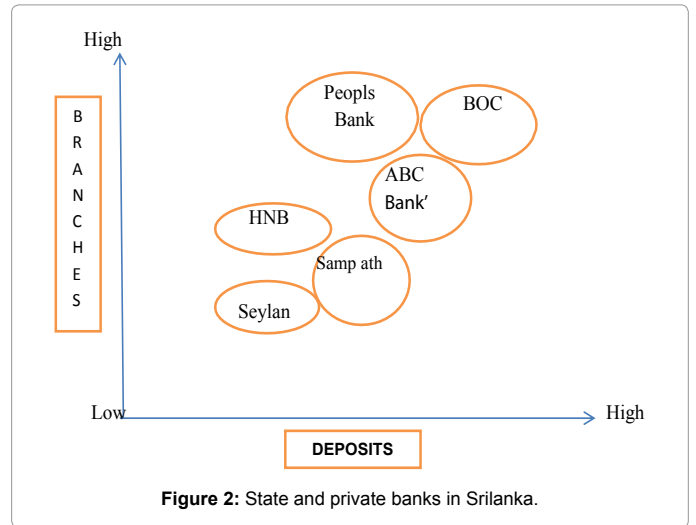 High
Peopls
Bank
BOC
BRANCHES
ABC
Bank’
HNB
Samp ath
Seylan
Low
High
DEPOSITS
Figure 2: State and private banks in Srilanka.